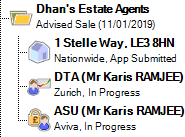 Dhan's Estate Agents
Advised Sale (11/01/2019)
1 Stelle Way, LE3 8HN
Nationwide, App Submitted
DTA (Mr Karis RAMJEE)
Zurich, In Progress
ASU (Mr Karis RAMJEE)
Aviva, In Progress